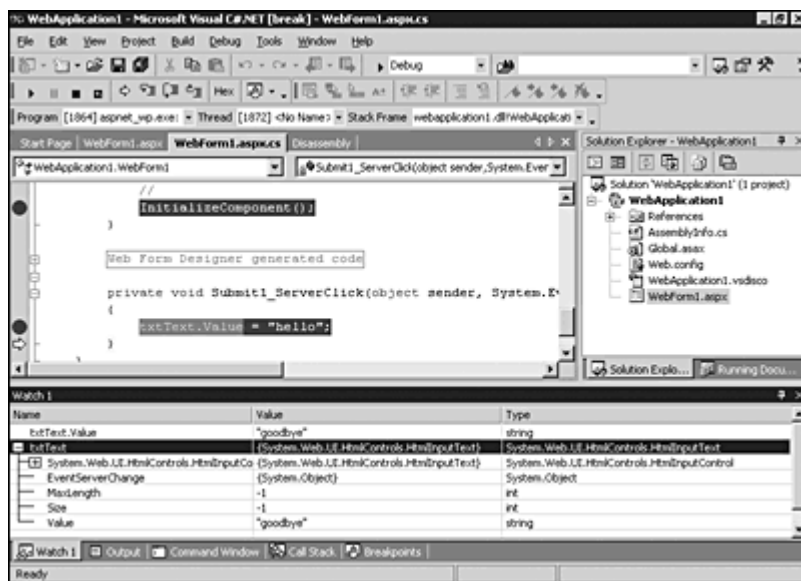 WebApplication1 - Microsoft Visual C#.NET [break] - WebForm1.aspx.cs
File Edit View Project Build Debug Tools Window Help
Debug
Hex
Program [1864] aspnet_wp.exe: Thread [1872] <No Name> Stack Frame webapplication1.dll!WebApplicati
Start Page WebForm1.aspx WebForm1.aspx.cs Disassembly
WebApplication1.WebForm1 Submit1_ServerClick(object sender,System.Ever
//
InitializeComponent();
}
Web Form Designer generated code
private void Submit1_ServerClick(object sender, System.Ev
{
txtText.Value = "hello";
}
}
Solution Explorer - WebApplication1
Solution 'WebApplication1' (1 project)
WebApplication1
References
AssemblyInfo.cs
Global.asax
Web.config
WebApplication1.vsdisco
WebForm1.aspx
Solution Explo... Running Docu...
Watch 1
Name Value Type
txtText.Value "goodbye" string
txtText {System.Web.UI.HtmlControls.HtmlInputText} System.Web.UI.HtmlControls.HtmlInputText
System.Web.UI.HtmlControls.HtmlInputCo {System.Web.UI.HtmlControls.HtmlInputText} System.Web.UI.HtmlControls.HtmlInputControl
EventServerChange {System.Object} System.Object
MaxLength -1 int
Size -1 int
Value "goodbye" string
Watch 1 Output Command Window Call Stack Breakpoints
Ready